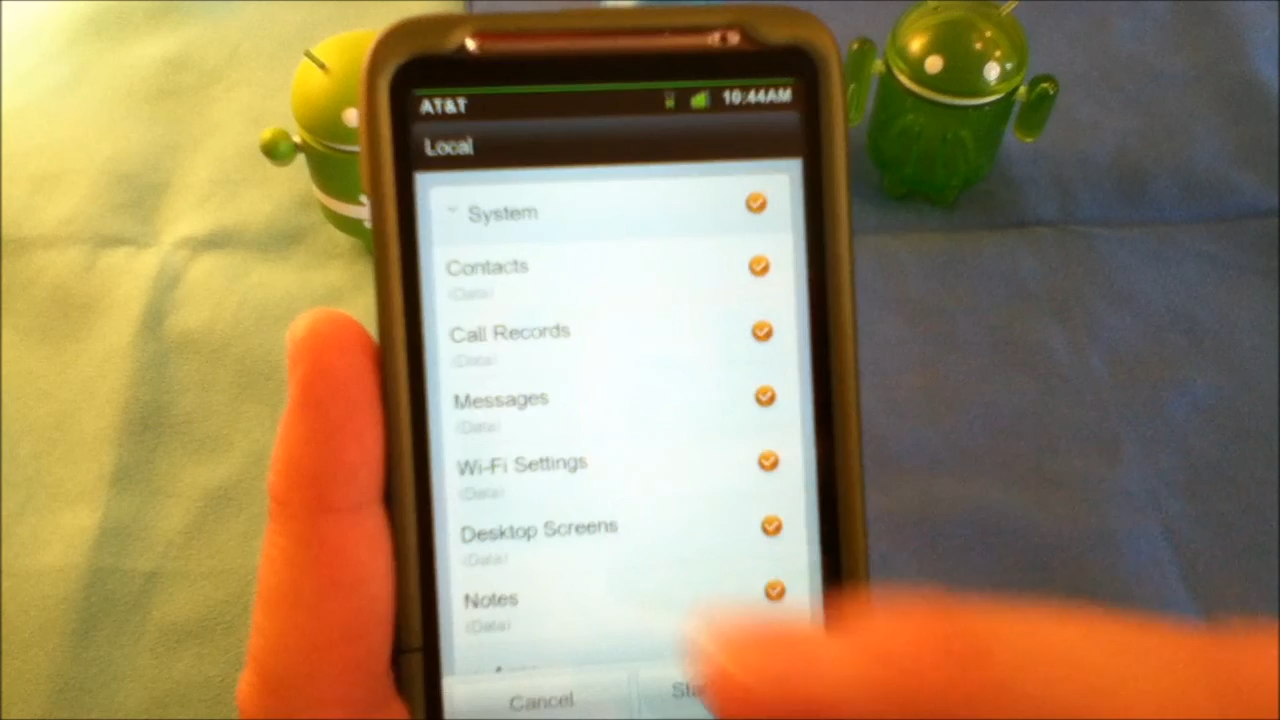 AT&T 10:44AM
Local
System
Contacts
(Data)
Call Records
(Data)
Messages
(Data)
Wi-Fi Settings
(Data)
Desktop Screens
(Data)
Notes
(Data)
Cancel